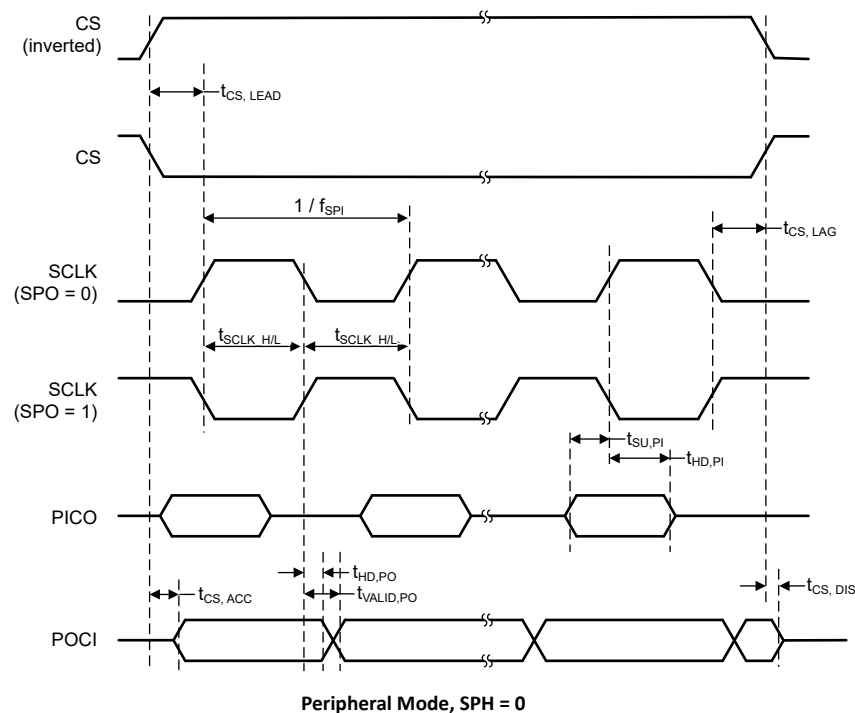 CS
(inverted)
tCS, LEAD
CS
1 / fSPI
tCS, LAG
SCLK
(SPO = 0)
tSCLK_H/L
tSCLK_H/L
SCLK
(SPO = 1)
tSU,PI
tHD,PI
PICO
tHD,PO
tCS, ACC
tVALID,PO
tCS, DIS
POCI
Peripheral Mode, SPH = 0